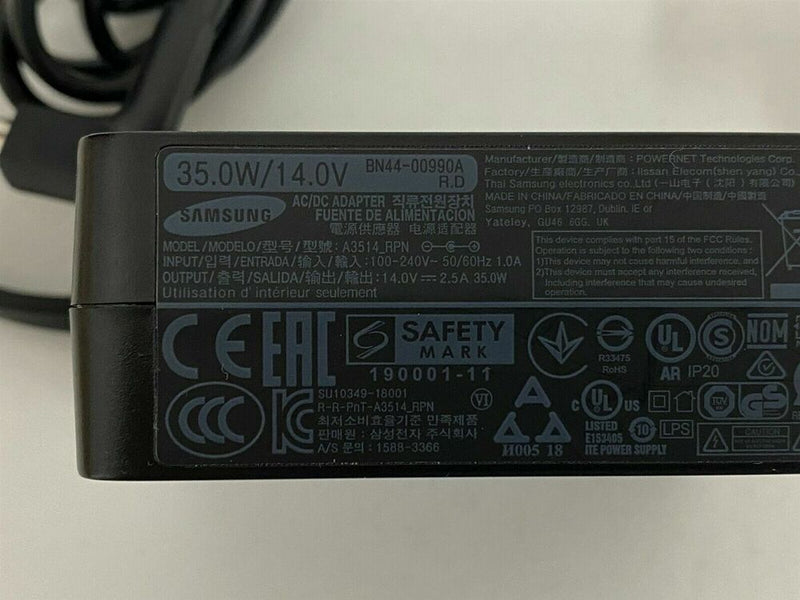 35.0W/14.0V
BN44-00990A
R.D
SAMSUNG
AC/DC ADAPTER 직류전원장치
FUENTE DE ALIMENTACION
電源供應器 电源适配器
MODEL/MODELO/型号/型號: A3514_RPN
INPUT/입력/ENTRADA/输入/輸入:100-240V~ 50/60Hz 1.0A
OUTPUT/출력/SALIDA/输出/輸出: 14.0V ⎓ 2.5A 35.0W
Utilisation d' intérieur seulement
Manufacturer/製造商/制造商 : POWERNET Technologies Corp.
Factory/生産廠商/生产厂商 : Iissan Elecom(shen yang) Co.
Thai Samsung electronics co.,Ltd (一山电子(沈阳)有限公司)
MADE IN CHINA/FABRICADO EN CHINA/中国制造/中國製造
Samsung PO Box 12987, Dublin. IE or
Yateley, GU46 6GG. UK
This device complies with part 15 of the FCC Rules.
Operation is subject to the following two conditions :
1)This device may not cause harmful interference, and
2)This device must accept any interference received,
Including interference that may cause undesired
operation.
CE
EAC
SAFETY
MARK
190001-11
R33475
RoHS
UL
AR
S
IP20
NOM
CCC
SU10349-18001
R-R-PnT-A3514_RPN
최저소비효율기준 만족제품
판매원 : 삼성전자 주식회사
A/S 문의 : 1588-3366
VI
И005 18
c UL US
LISTED
E153405
ITE POWER SUPPLY
10
LPS
TÜV
GS
CAUTION